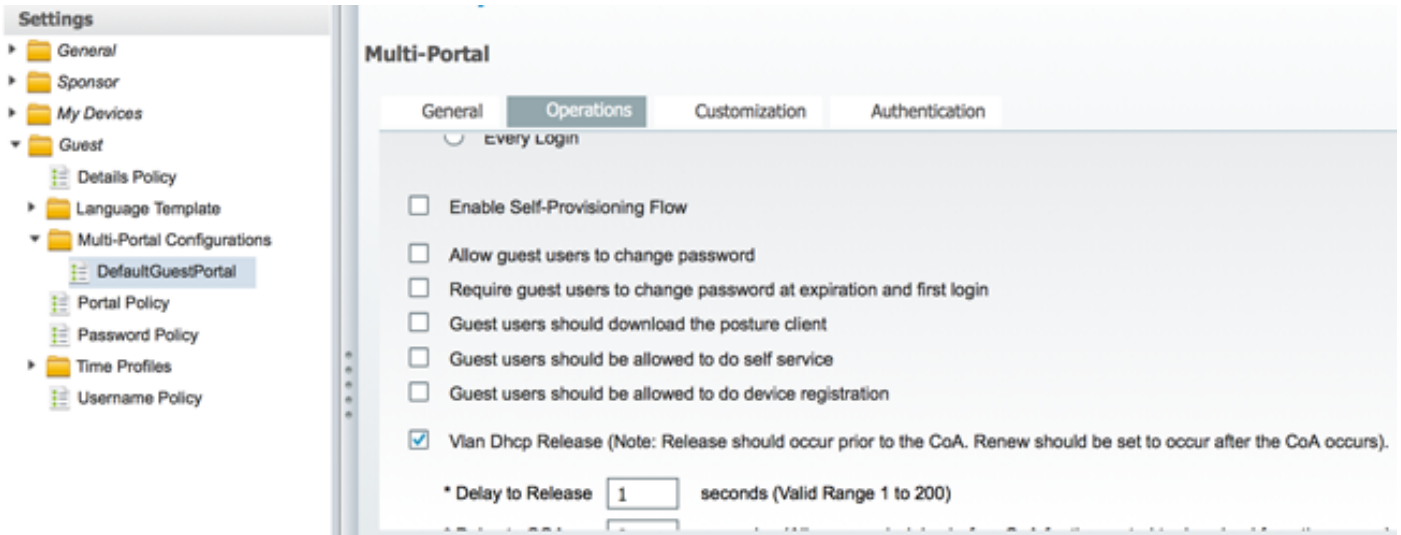 Settings
General
Sponsor
My Devices
Guest
Details Policy
Language Template
Multi-Portal Configurations
DefaultGuestPortal
Portal Policy
Password Policy
Time Profiles
Username Policy
Multi-Portal
General Operations Customization Authentication
Every Login
Enable Self-Provisioning Flow
Allow guest users to change password
Require guest users to change password at expiration and first login
Guest users should download the posture client
Guest users should be allowed to do self service
Guest users should be allowed to do device registration
Vlan Dhcp Release (Note: Release should occur prior to the CoA. Renew should be set to occur after the CoA occurs).
* Delay to Release 1 seconds (Valid Range 1 to 200)